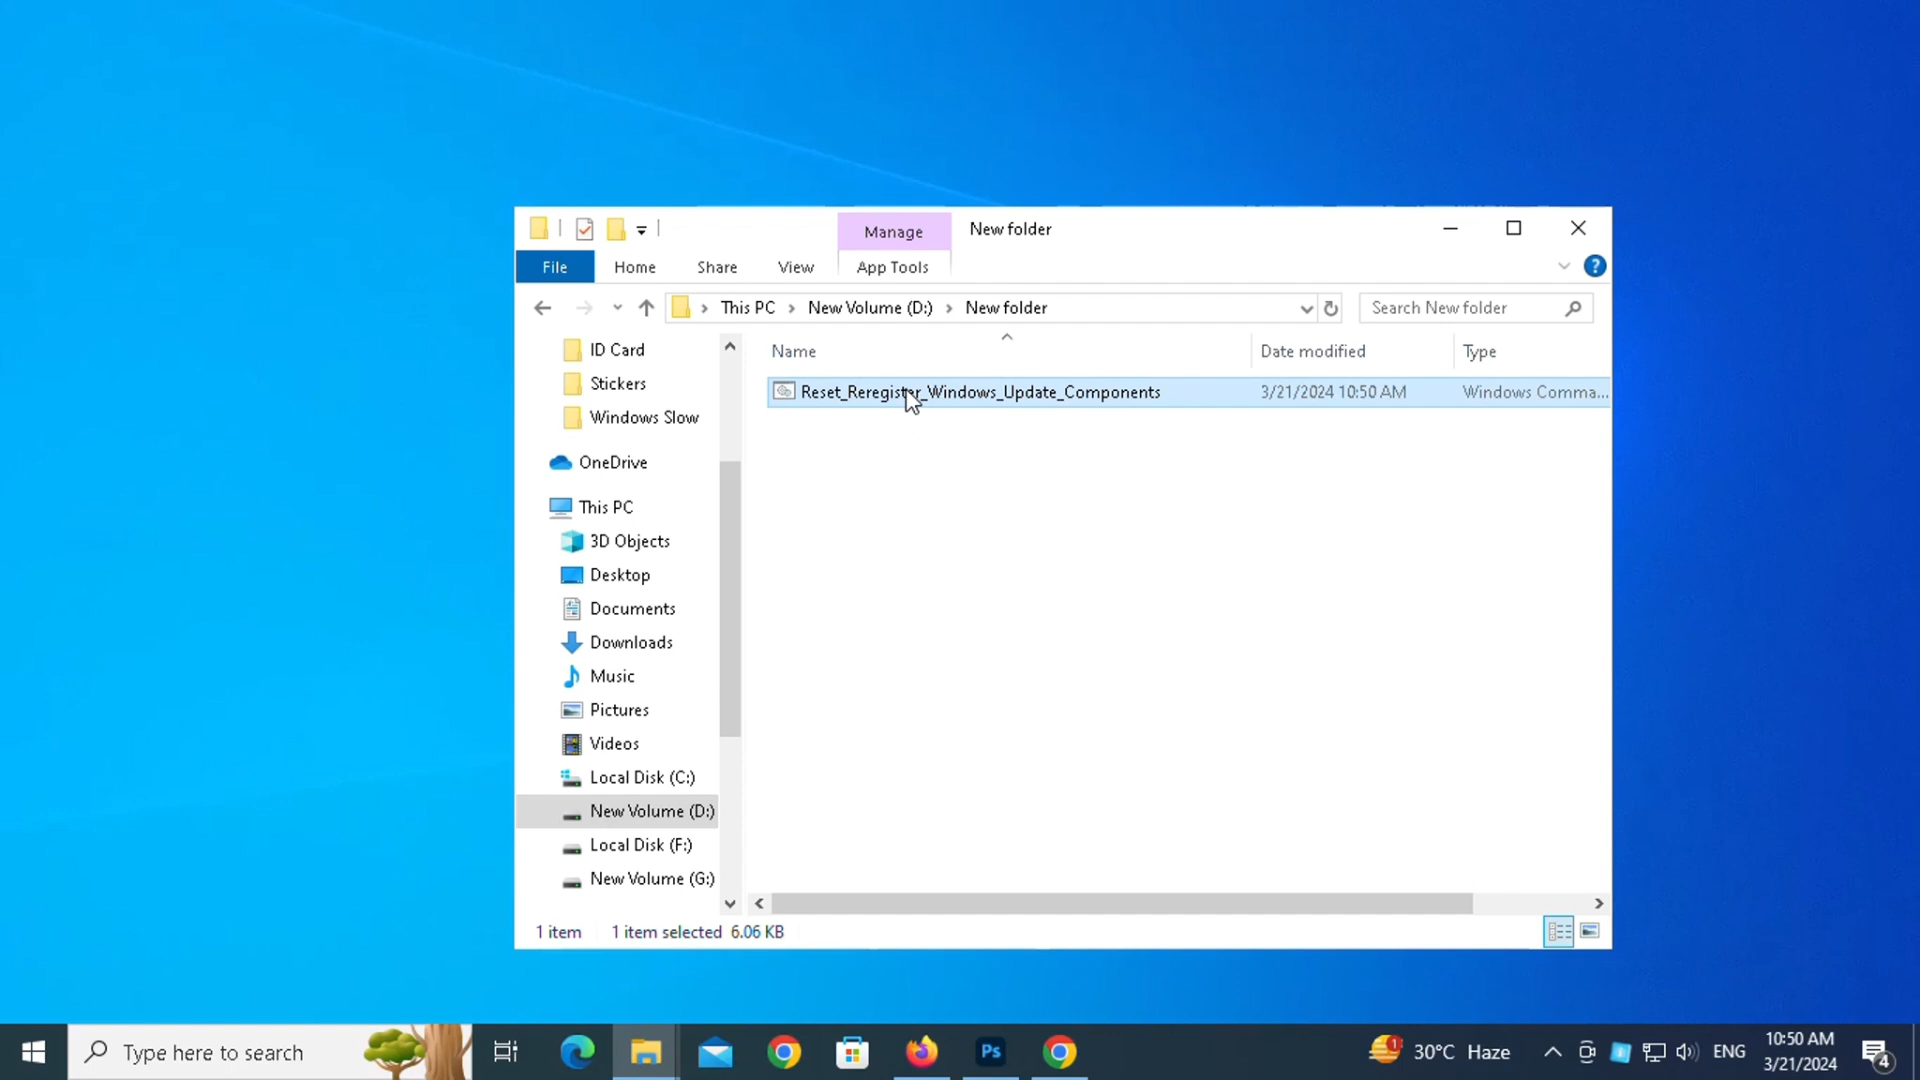 Manage
New folder
File
Home
Share
View
App Tools
This PC
New Volume (D:)
New folder
Search New folder
ID Card
Stickers
Windows Slow
OneDrive
This PC
3D Objects
Desktop
Documents
Downloads
Music
Pictures
Videos
Local Disk (C:)
New Volume (D:)
Local Disk (F:)
New Volume (G:)
Name
Date modified
Type
Reset_Reregister_Windows_Update_Components
3/21/2024 10:50 AM
Windows Comma...
1 item
1 item selected 6.06 KB
Type here to search
Ps
1
30°C Haze
ENG
10:50 AM
3/21/2024
4